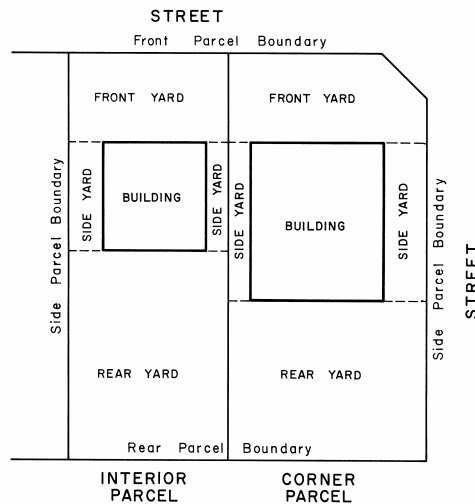 STREET
Front Parcel Boundary
FRONT YARD
FRONT YARD
Side Parcel Boundary
SIDE YARD
BUILDING
SIDE YARD
SIDE YARD
BUILDING
SIDE YARD
Side Parcel Boundary
STREET
REAR YARD
REAR YARD
Rear Parcel Boundary
INTERIOR
PARCEL
CORNER
PARCEL